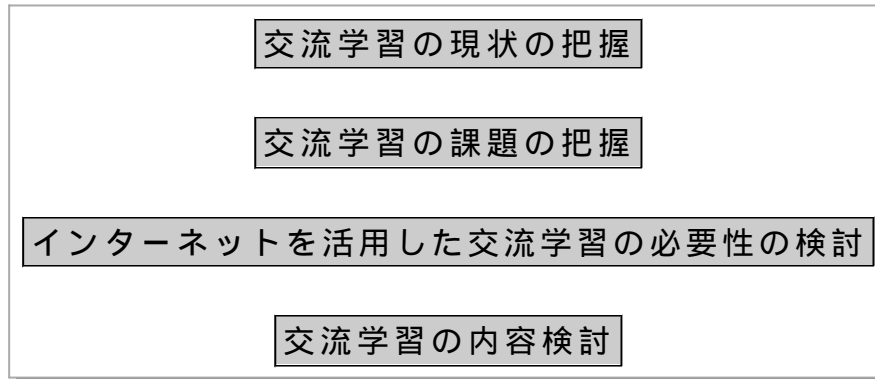 交流学習の現状の把握
交流学習の課題の把握
インターネットを活用した交流学習の必要性の検討
交流学習の内容検討